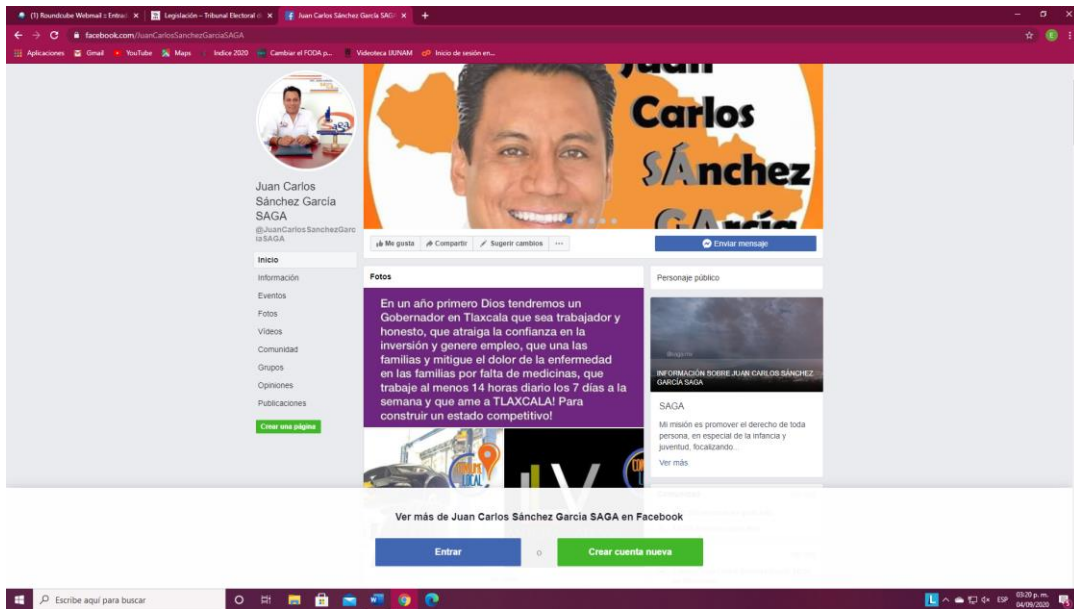 (1) Roundcube Webmail :: Entrad
Legislación – Tribunal Electoral d
Juan Carlos Sánchez García SAG
facebook.com/JuanCarlosSanchezGarciaSAGA
Aplicaciones Gmail YouTube Maps Indice 2020 Cambiar el FODA p... Videoteca IIJUNAM Inicio de sesión en...
Juan
Carlos
SÁnchez
GArcía
Juan Carlos
Sánchez García
SAGA
@JuanCarlosSanchezGarc
iaSAGA
Inicio
Información
Eventos
Fotos
Videos
Comunidad
Grupos
Opiniones
Publicaciones
Crear una página
Me gusta Compartir Sugerir cambios ...
Enviar mensaje
Fotos
En un año primero Dios tendremos un
Gobernador en Tlaxcala que sea trabajador y
honesto, que atraiga la confianza en la
inversión y genere empleo, que una las
familias y mitigue el dolor de la enfermedad
en las familias por falta de medicinas, que
trabaje al menos 14 horas diario los 7 días a la
semana y que ame a TLAXCALA! Para
construir un estado competitivo!
LOCAL
Personaje público
INFORMACIÓN SOBRE JUAN CARLOS SÁNCHEZ
GARCÍA SAGA
SAGA
Mi misión es promover el derecho de toda
persona, en especial de la infancia y
juventud, focalizando...
Ver más
Ver más de Juan Carlos Sánchez García SAGA en Facebook
Entrar
o
Crear cuenta nueva
Escribe aquí para buscar
ESP
03:20 p. m.
04/09/2020